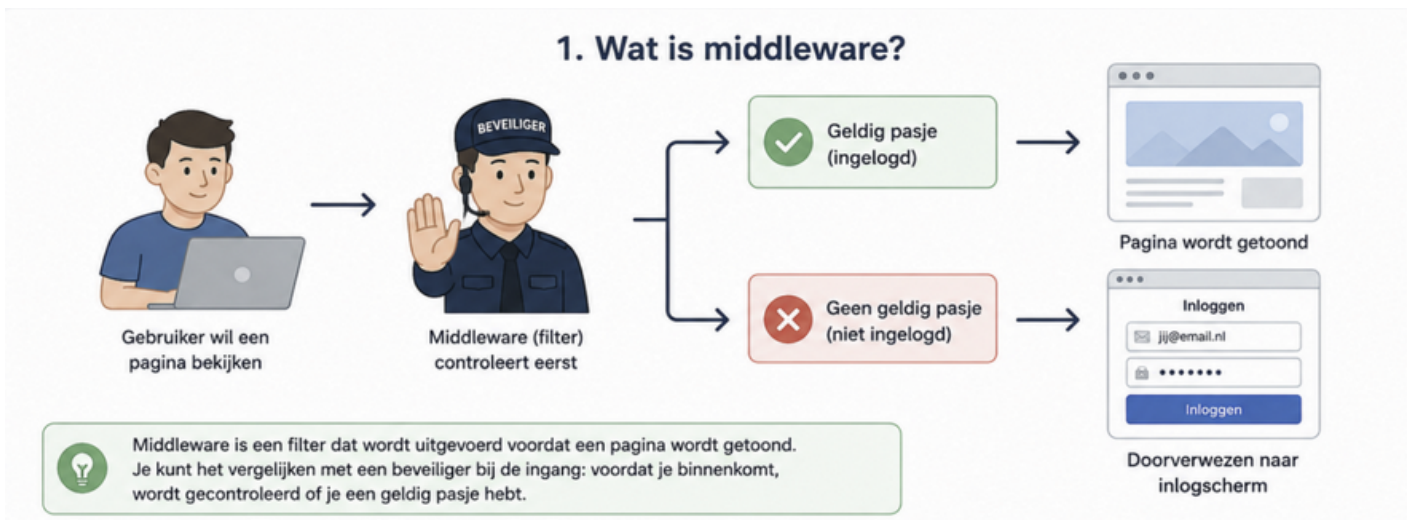 1. Wat is middleware?
BEVEILIGER
Gebruiker wil een
pagina bekijken
Middleware (filter)
controleert eerst
Geldig pasje
(ingelogd)
Pagina wordt getoond
Geen geldig pasje
(niet ingelogd)
Inloggen
jij@email.nl
•••••••
Inloggen
Doorverwezen naar
inlogscherm
Middleware is een filter dat wordt uitgevoerd voordat een pagina wordt getoond.
Je kunt het vergelijken met een beveiliger bij de ingang: voordat je binnenkomt,
wordt gecontroleerd of je een geldig pasje hebt.